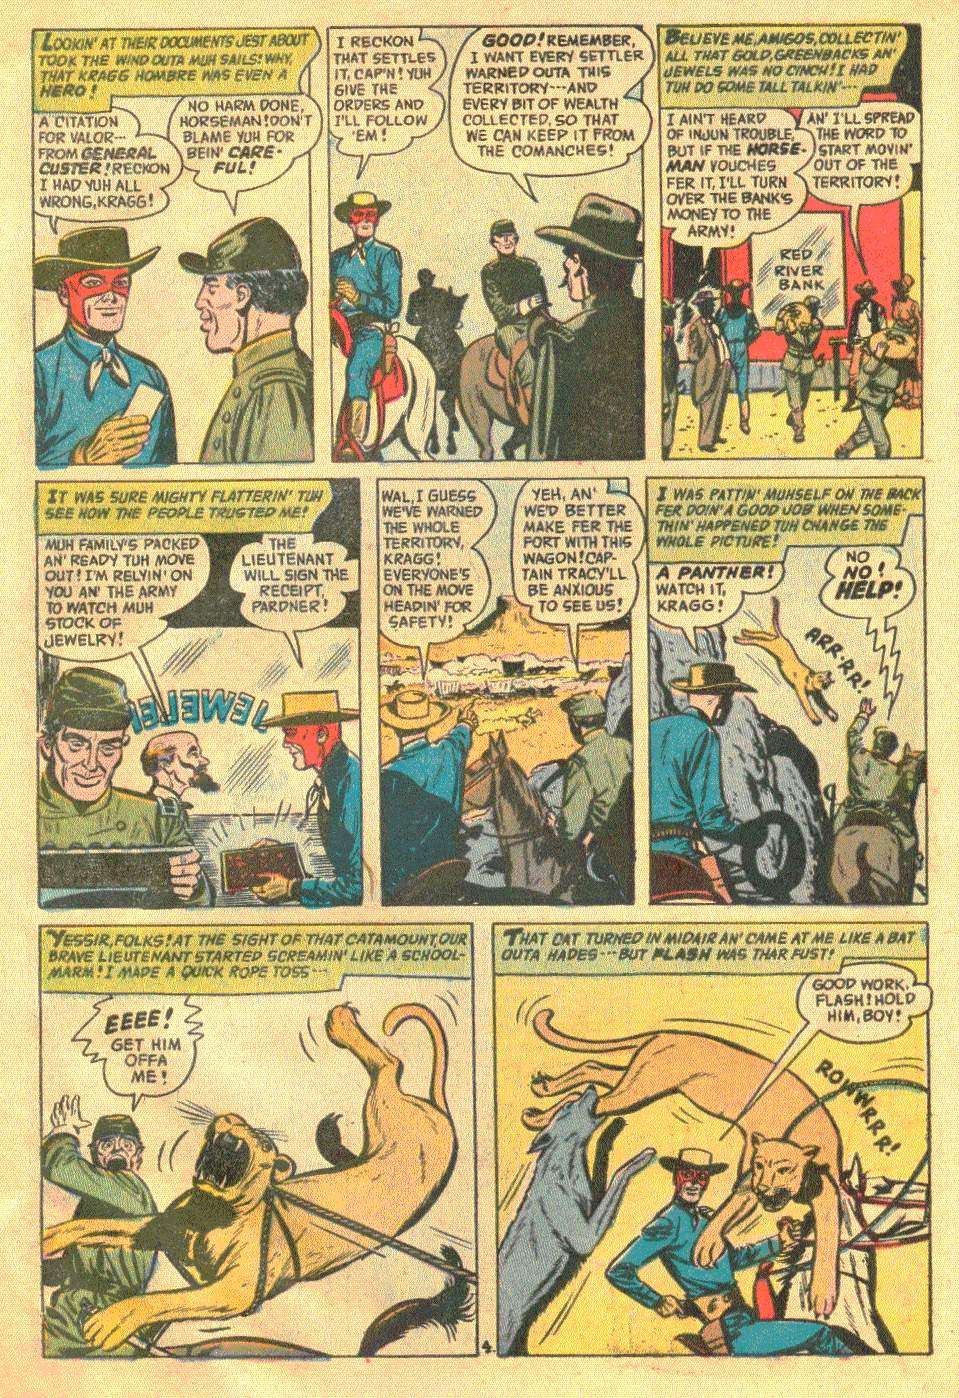 LOOKIN' AT THEIR DOCUMENTS JEST ABOUT
TOOK THE WIND OUTA MUH SAILS! WHY,
THAT KRAGG HOMBRE WAS EVEN A
HERO!
A CITATION
FOR VALOR--
FROM GENERAL
CUSTER! RECKON
I HAD YUH ALL
WRONG, KRAGG!
NO HARM DONE,
HORSEMAN! DON'T
BLAME YUH FOR
BEIN' CARE-
FUL!
I RECKON
THAT SETTLES
IT, CAP'N! YUH
GIVE THE
ORDERS AND
I'LL FOLLOW
'EM!
GOOD! REMEMBER,
I WANT EVERY SETTLER
WARNED OUTA THIS
TERRITORY---AND
EVERY BIT OF WEALTH
COLLECTED, SO THAT
WE CAN KEEP IT FROM
THE COMANCHES!
BELIEVE ME, AMIGOS, COLLECTIN'
ALL THAT GOLD, GREENBACKS AN'
JEWELS WAS NO CINCH! I HAD
TUH DO SOME TALL TALKIN'---
I AIN'T HEARD
OF INJUN TROUBLE,
BUT IF THE HORSE-
MAN VOUCHES
FER IT, I'LL TURN
OVER THE BANK'S
MONEY TO THE
ARMY!
AN' I'LL SPREAD
THE WORD TO
START MOVIN'
OUT OF THE
TERRITORY!
RED
RIVER
BANK
IT WAS SURE MIGHTY FLATTERIN' TUH
SEE HOW THE PEOPLE TRUSTED ME!
MUH FAMILY'S PACKED
AN' READY TUH MOVE
OUT! I'M RELYIN' ON
YOU AN' THE ARMY
TO WATCH MUH
STOCK OF
JEWELRY!
THE
LIEUTENANT
WILL SIGN THE
RECEIPT,
PARDNER!
JEWELE
WAL, I GUESS
WE'VE WARNED
THE WHOLE
TERRITORY,
KRAGG!
EVERYONE'S
ON THE MOVE
HEADIN' FOR
SAFETY!
YEH, AN'
WE'D BETTER
MAKE FER THE
FORT WITH THIS
WAGON! CAP-
TAIN TRACY'LL
BE ANXIOUS
TO SEE US!
I WAS PATTIN' MUHSELF ON THE BACK
FER DOIN' A GOOD JOB WHEN SOME-
THIN' HAPPENED TUH CHANGE THE
WHOLE PICTURE!
A PANTHER!
WATCH IT,
KRAGG!
NO
NO!
HELP!
ARR-RR!
YESSIR, FOLKS! AT THE SIGHT OF THAT CATAMOUNT, OUR
BRAVE LIEUTENANT STARTED SCREAMIN' LIKE A SCHOOL-
MARM! I MADE A QUICK ROPE TOSS---
EEEE!
GET HIM
OFFA
ME!
THAT CAT TURNED IN MIDAIR AN' CAME AT ME LIKE A BAT
OUTA HADES---BUT FLASH WAS THAR FUST!
GOOD WORK,
FLASH! HOLD
HIM, BOY!
ROWWRRR!
4